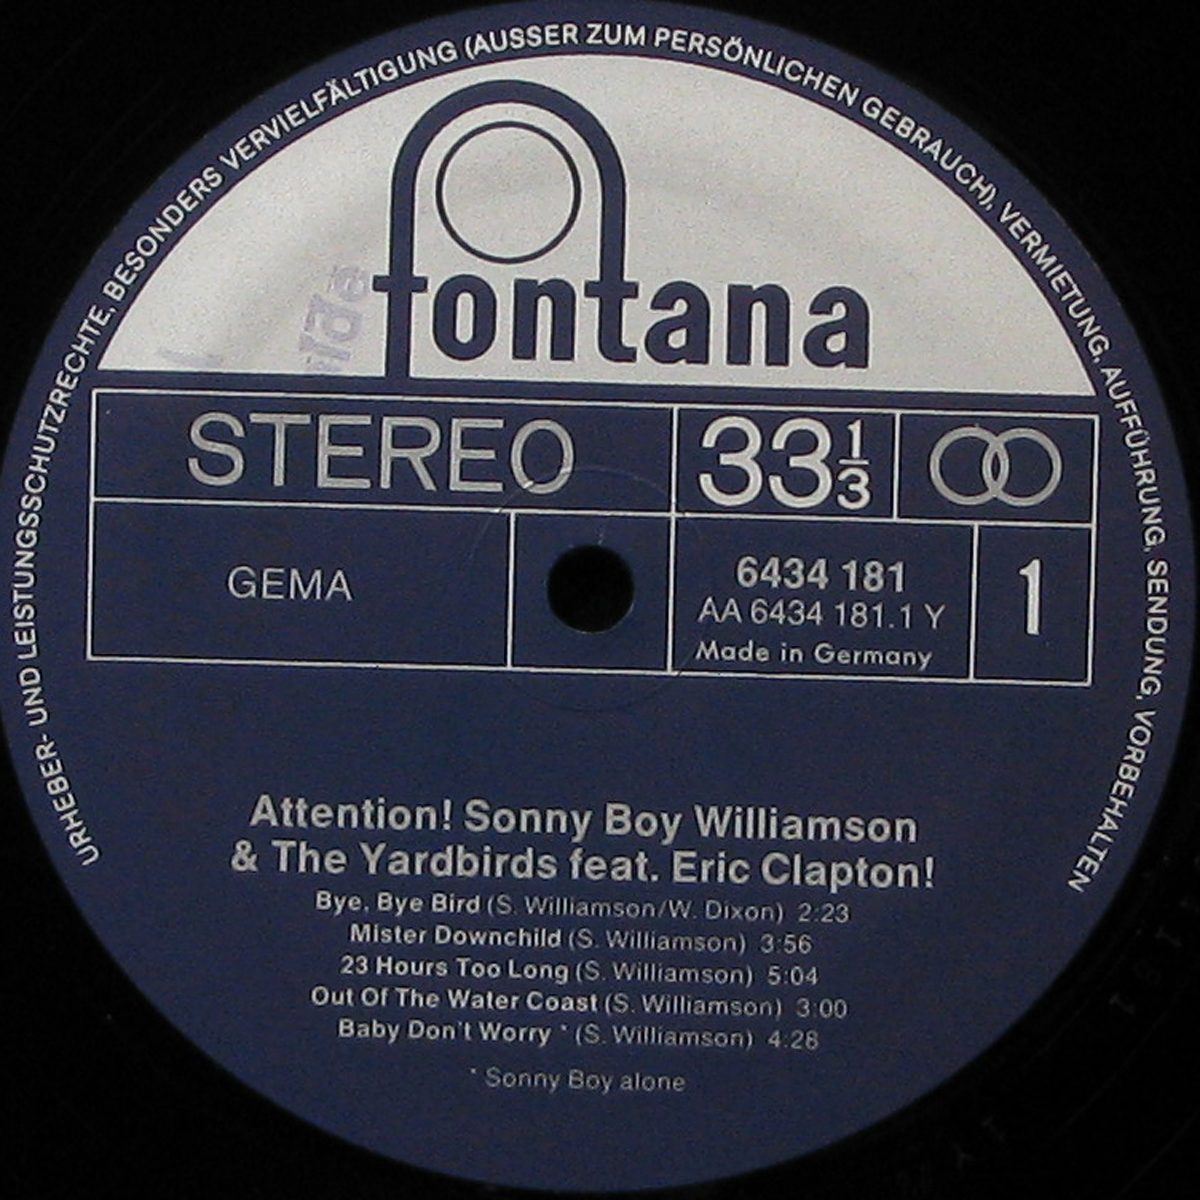 URHEBER- UND LEISTUNGSSCHUTZRECHTE, BESONDERS VERVIELFÄLTIGUNG (AUSSER ZUM PERSÖNLICHEN GEBRAUCH), VERMIETUNG, AUFFÜHRUNG, SENDUNG, VORBEHALTEN
fontana
STEREO 33 1/3
GEMA
6434 181 1
AA 6434 181.1 Y
Made in Germany
Attention! Sonny Boy Williamson
& The Yardbirds feat. Eric Clapton!
Bye, Bye Bird (S. Williamson/W. Dixon) 2:23
Mister Downchild (S. Williamson) 3:56
23 Hours Too Long (S. Williamson) 5:04
Out Of The Water Coast (S. Williamson) 3:00
Baby Don't Worry * (S. Williamson) 4:28
* Sonny Boy alone